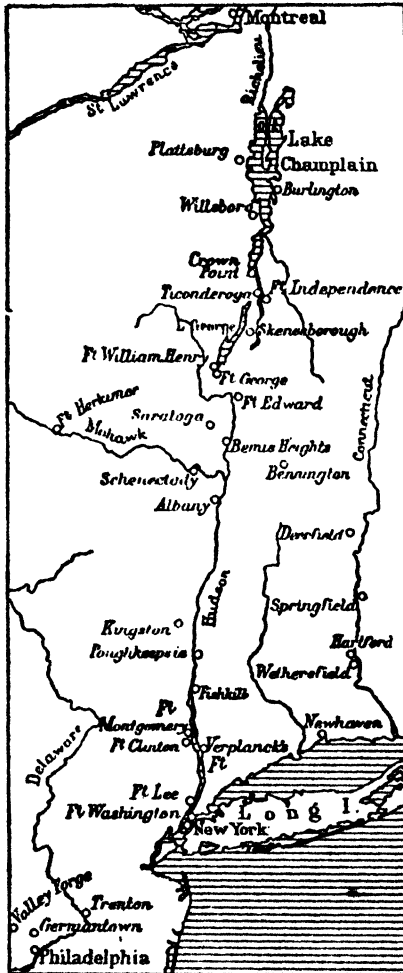 Montreal
Richelieu
St Lawrence
Lake
Champlain
Plattsburg
Burlington
Willsboro
Crown
Point
Ticonderoga
Ft Independence
L. George
Skenesborough
Ft William Henry
Ft George
Ft Edward
Connecticut
Ft Herkimer
Saratoga
Mohawk
Bemus Heights
Schenectady
Bennington
Albany
Deerfield
Hudson
Springfield
Kingston
Poughkeepsie
Hartford
Wethersfield
Fishkill
Ft
Montgomery
Newhaven
Ft Clinton
Verplanck's
Ft
Delaware
Ft Lee
Ft Washington
Long I.
New York
Valley Forge
Trenton
Germantown
Philadelphia